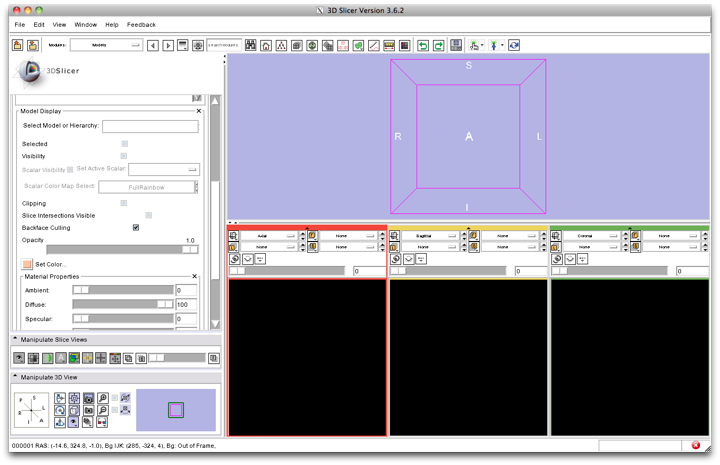 3D Slicer Version 3.6.2
File Edit View Window Help Feedback
Modules: Models
3DSlicer
Model Display
Select Model or Hierarchy:
Selected
Visibility
Scalar Visibility Set Active Scalar:
Scalar Color Map Select: FullRainbow
Clipping
Slice Intersections Visible
Backface Culling
Opacity 1.0
Set Color...
Material Properties
Ambient: 0
Diffuse: 100
Specular: 0
Manipulate Slice Views
Manipulate 3D View
P S L R I A
S
R A L
I
Axial None
None None
0
Sagittal None
None None
0
Coronal None
None None
0
000001 RAS: (-14.6, 324.8, -1.0), Bg IJK: (285, -324, 4), Bg: Out of Frame,